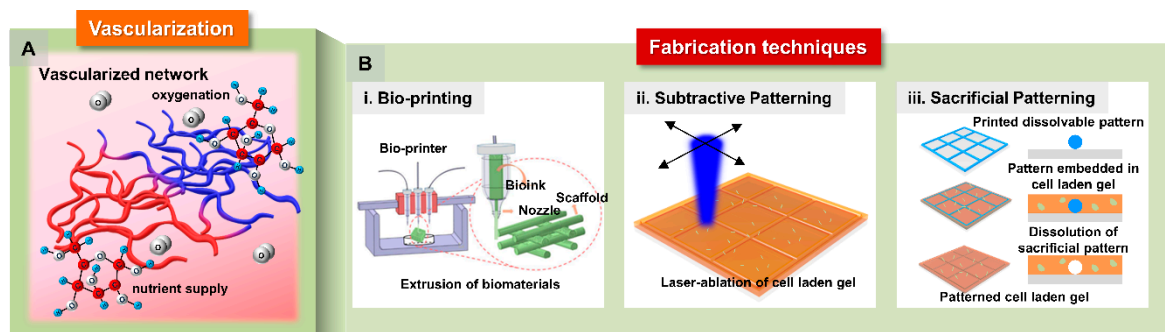 Vascularization
A
Vascularized network
oxygenation
nutrient supply
Fabrication techniques
B
i. Bio-printing
Bio-printer
Bioink
Nozzle
Scaffold
Extrusion of biomaterials
ii. Subtractive Patterning
Laser-ablation of cell laden gel
iii. Sacrificial Patterning
Printed dissolvable pattern
Pattern embedded in
cell laden gel
Dissolution of
sacrificial pattern
Patterned cell laden gel